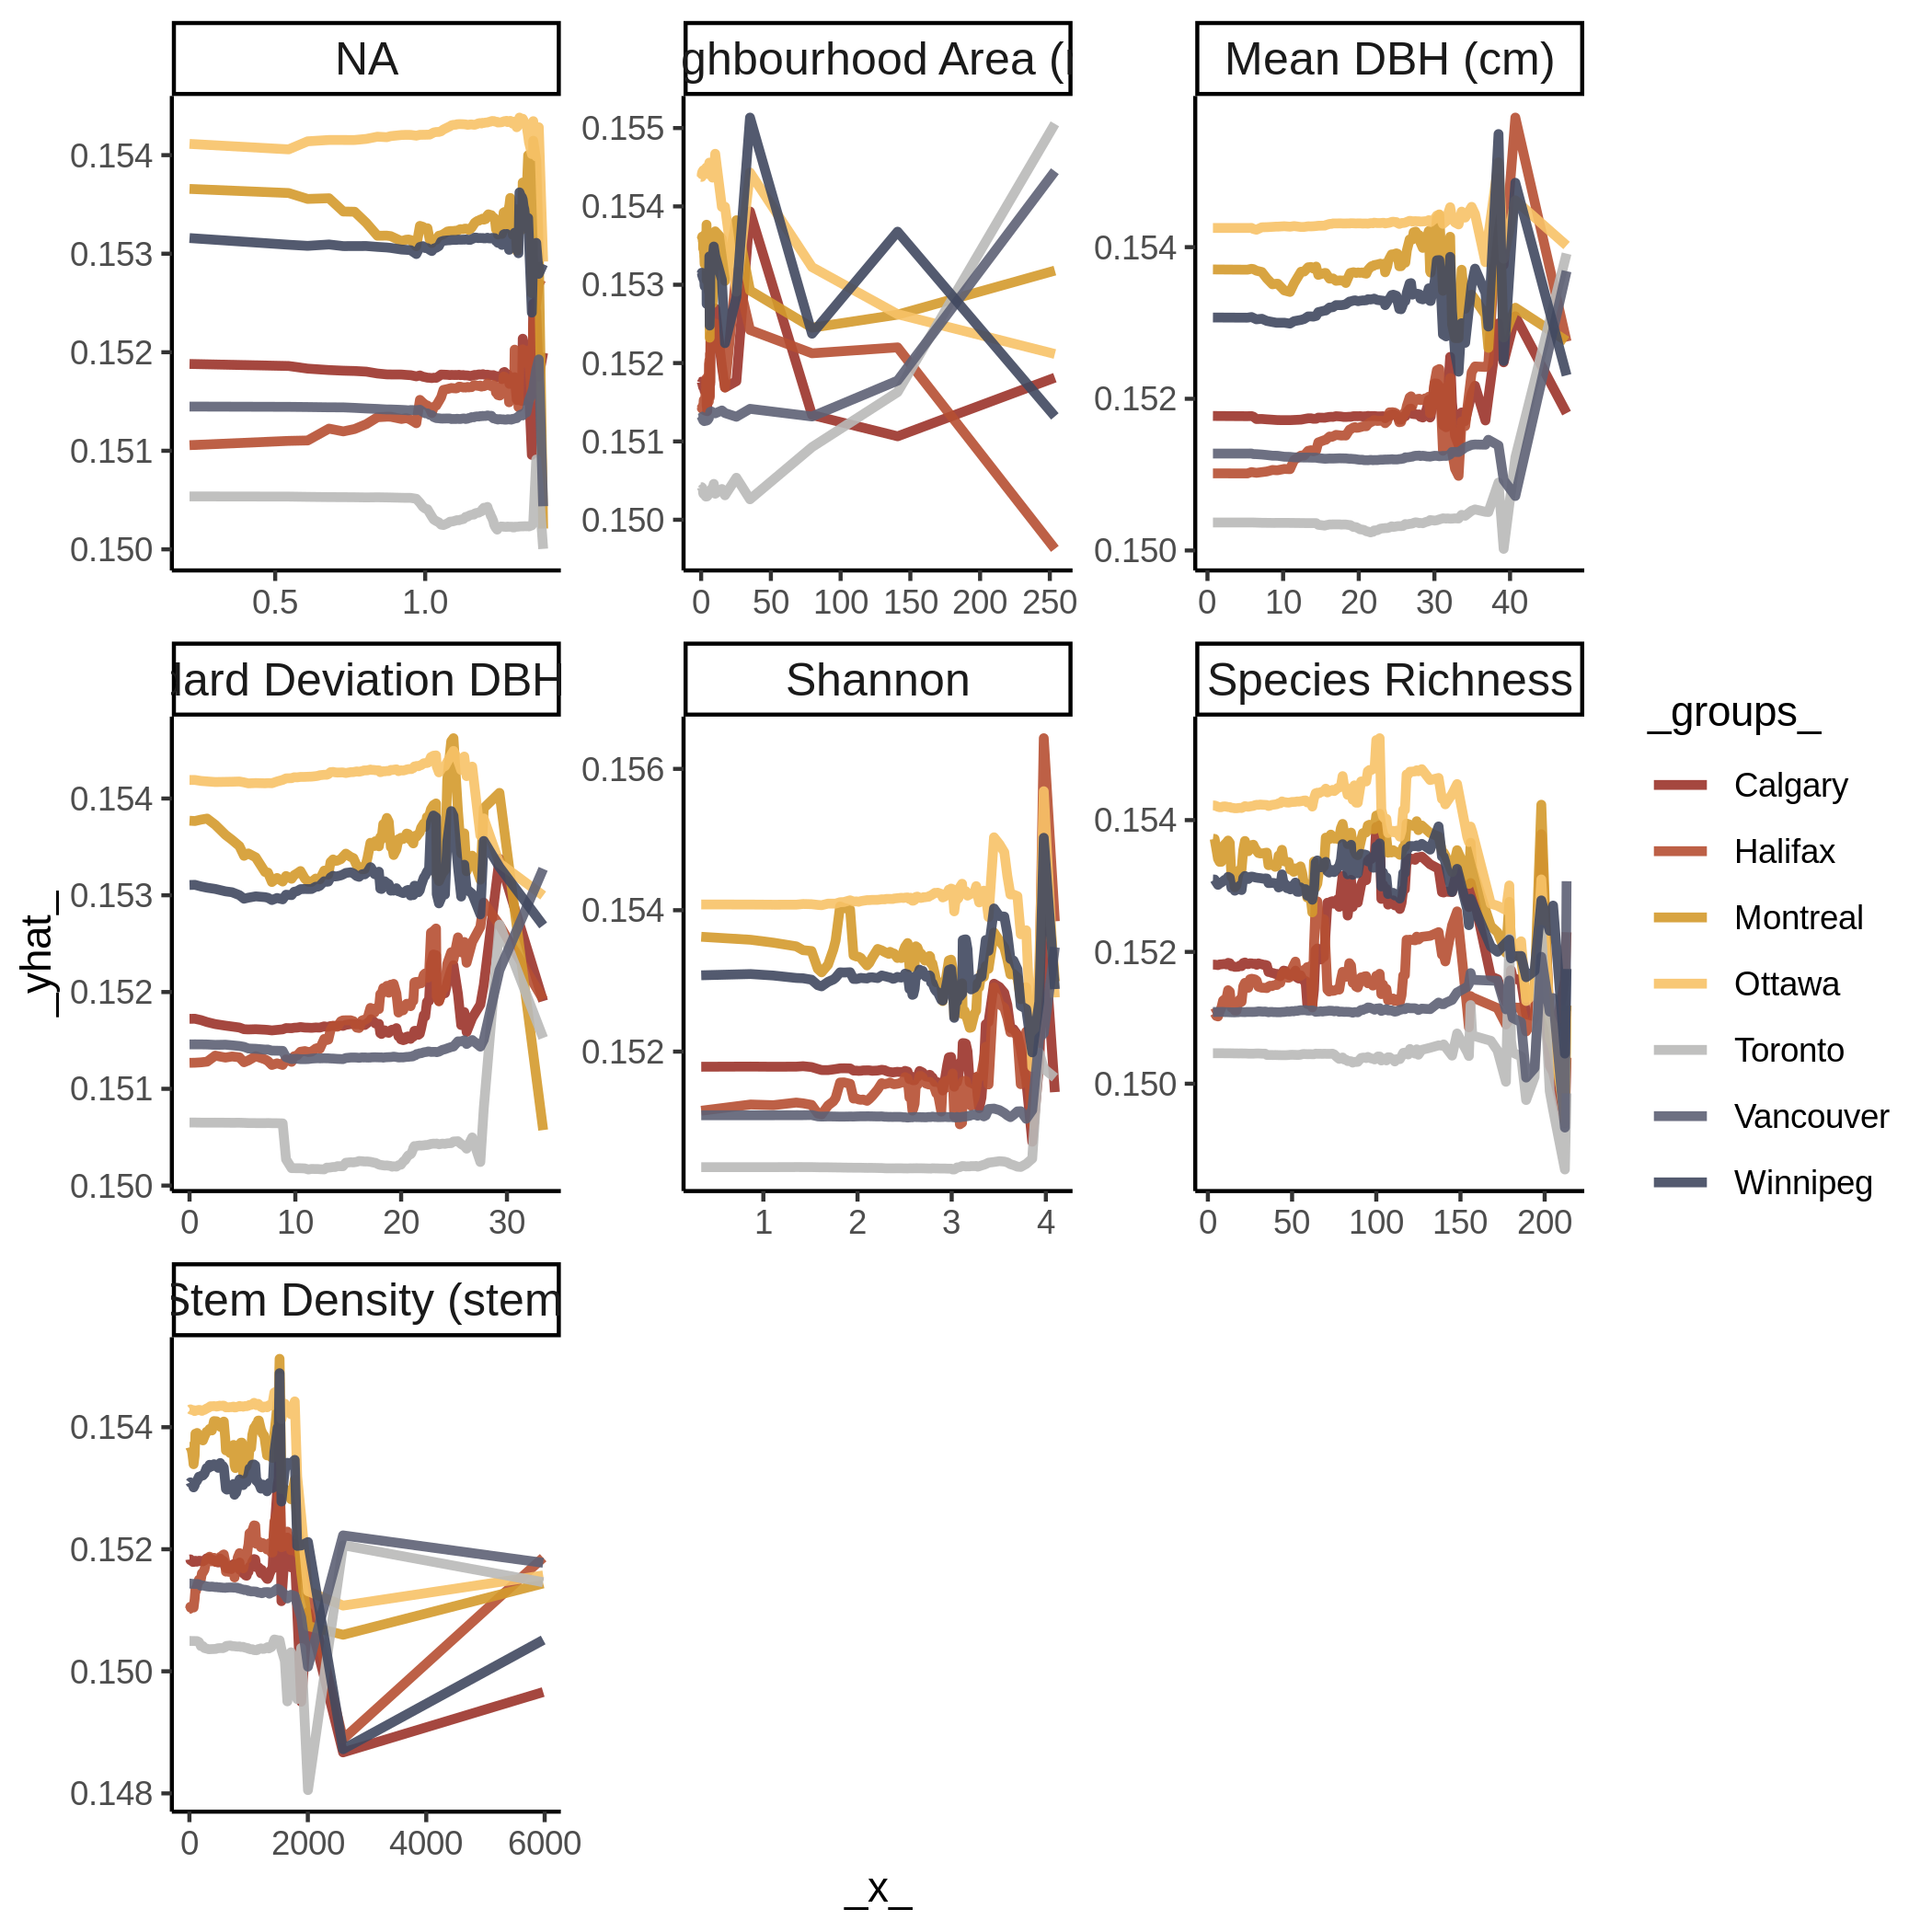 NA
ghbourhood Area (
Mean DBH (cm)
0.154
0.153
0.152
0.151
0.150
0.5 1.0
0.155
0.154
0.153
0.152
0.151
0.150
0 50 100 150 200 250
0.154
0.152
0.150
0 10 20 30 40
dard Deviation DBH
Shannon
Species Richness
_yhat_
0.154
0.153
0.152
0.151
0.150
0 10 20 30
0.156
0.154
0.152
1 2 3 4
0.154
0.152
0.150
0 50 100 150 200
_groups_
Calgary
Halifax
Montreal
Ottawa
Toronto
Vancouver
Winnipeg
Stem Density (stem
0.154
0.152
0.150
0.148
0 2000 4000 6000
_x_